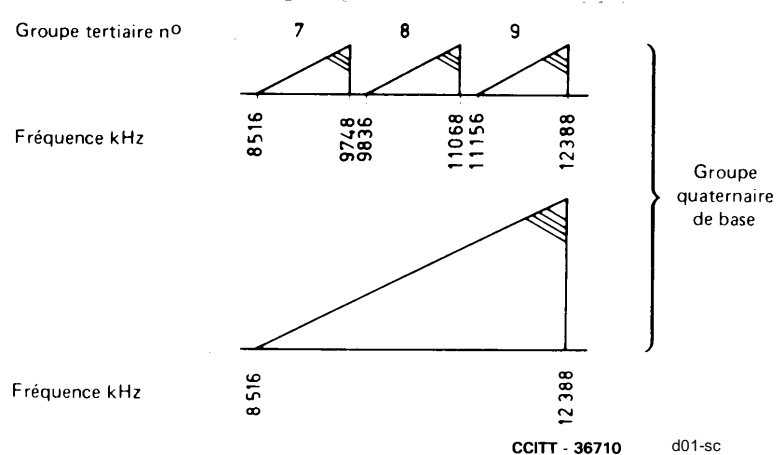 Groupe tertiaire nº 7 8 9
Fréquence kHz 8516 9748 9836 11068 11156 12388
Groupe
quaternaire
de base
Fréquence kHz 8 516 12 388
CCITT - 36710 d01-sc